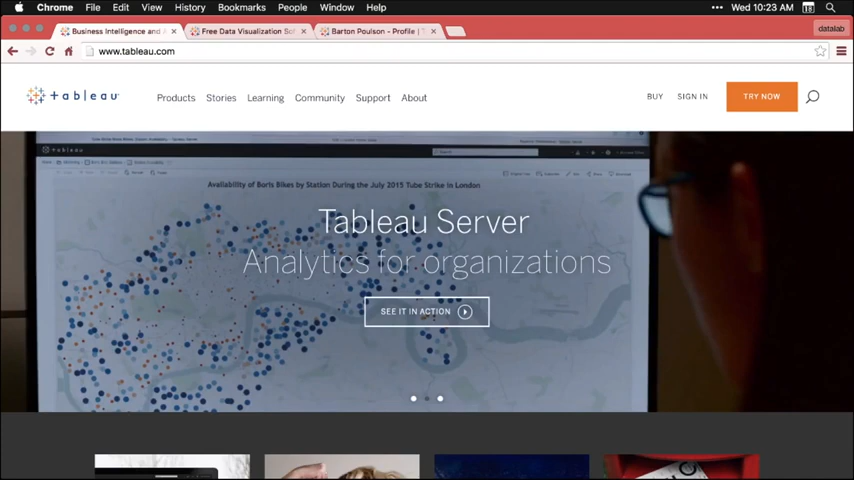 Chrome File Edit View History Bookmarks People Window Help
Wed 10:23 AM
Business Intelligence and
Free Data Visualization Sof
Barton Poulson - Profile | T
datalab
www.tableau.com
tableau
Products Stories Learning Community Support About
BUY SIGN IN TRY NOW
Availability of Boris Bikes by Station During the July 2015 Tube Strike in London
Tableau Server
Analytics for organizations
SEE IT IN ACTION